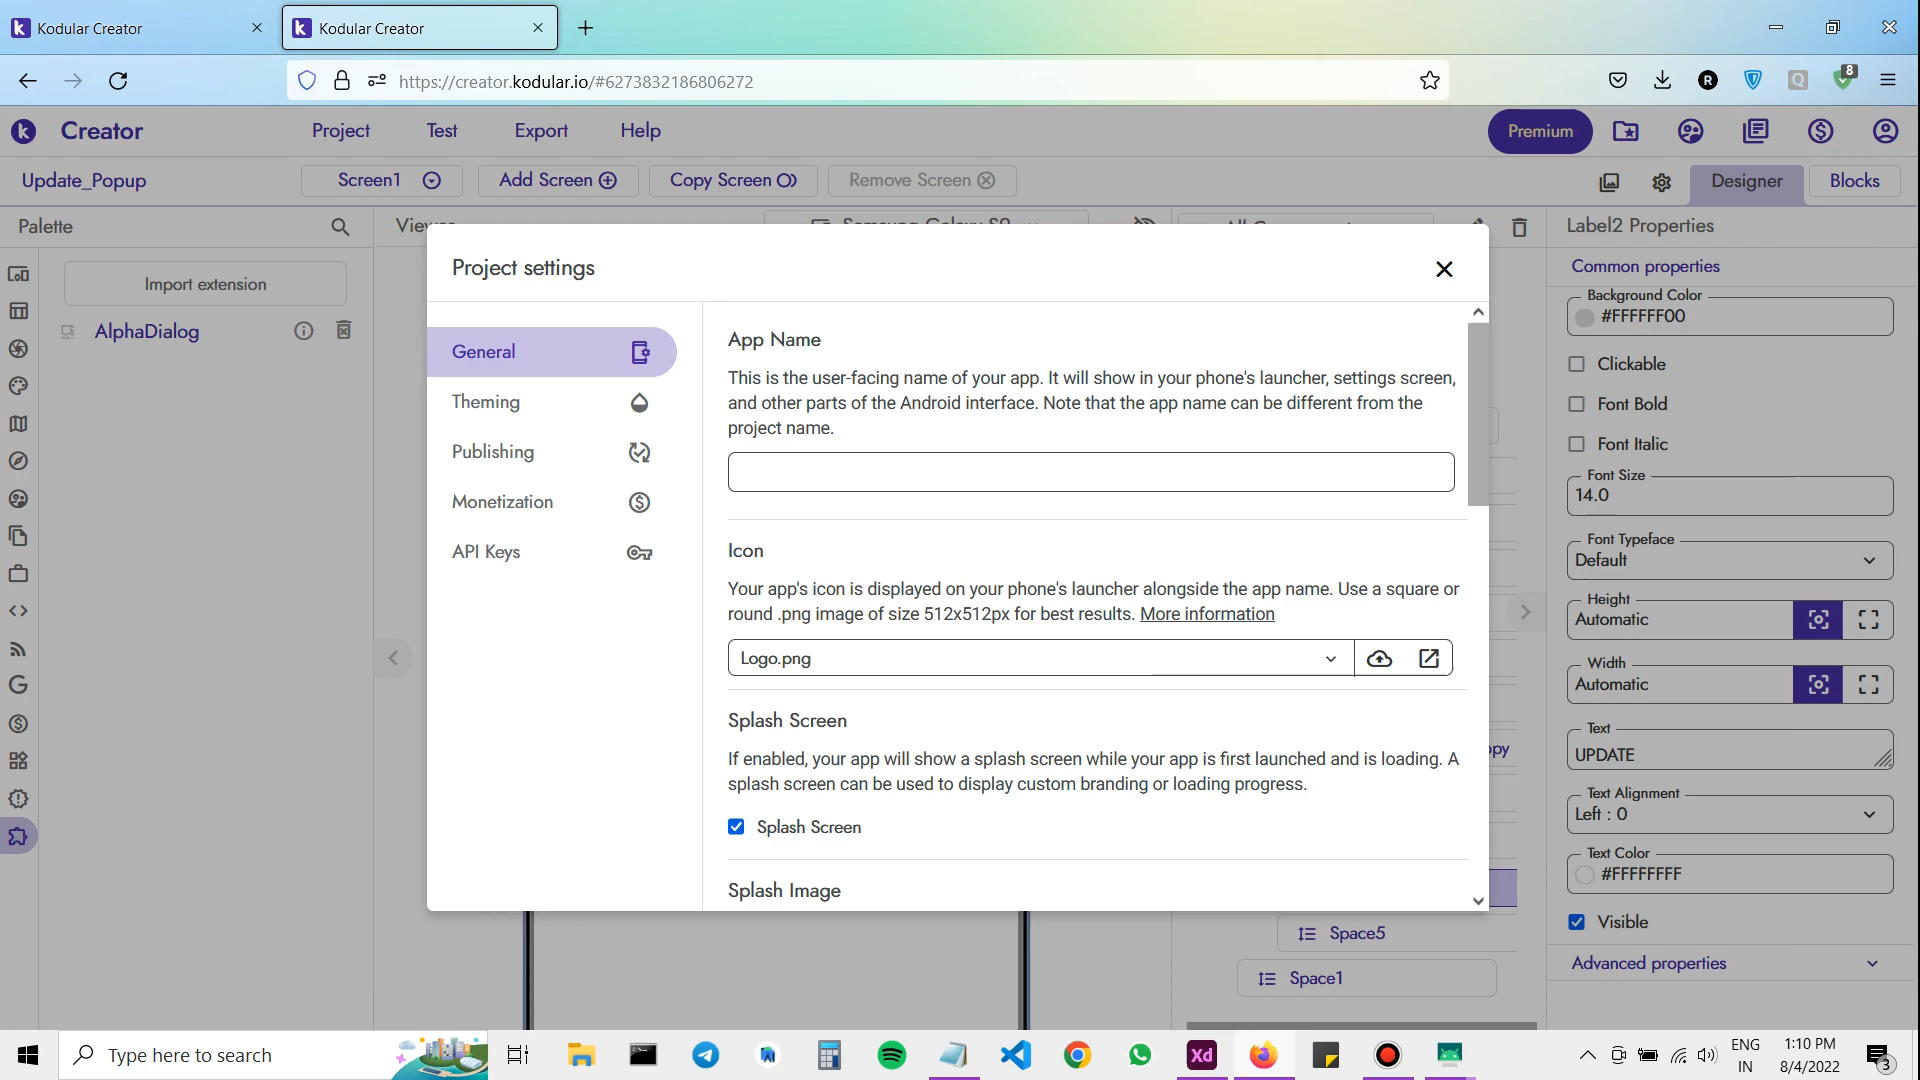 Kodular Creator
Kodular Creator
https://creator.kodular.io/#6273832186806272
8
Creator
Project
Test
Export
Help
Premium
Update_Popup
Screen1
Add Screen
Copy Screen
Remove Screen
Designer
Blocks
Palette
Viewer
Samsung Galaxy S9
Label2 Properties
Import extension
AlphaDialog
Project settings
General
Theming
Publishing
Monetization
API Keys
App Name
This is the user-facing name of your app. It will show in your phone's launcher, settings screen,
and other parts of the Android interface. Note that the app name can be different from the
project name.
Icon
Your app's icon is displayed on your phone's launcher alongside the app name. Use a square or
round .png image of size 512x512px for best results. More information
Logo.png
Splash Screen
If enabled, your app will show a splash screen while your app is first launched and is loading. A
splash screen can be used to display custom branding or loading progress.
Splash Screen
Splash Image
Space5
Space1
Common properties
Background Color
#FFFFFF00
Clickable
Font Bold
Font Italic
Font Size
14.0
Font Typeface
Default
Height
Automatic
Width
Automatic
Text
UPDATE
Text Alignment
Left : 0
Text Color
#FFFFFFFF
Visible
Advanced properties
Type here to search
Xd
ENG
IN
1:10 PM
8/4/2022
3